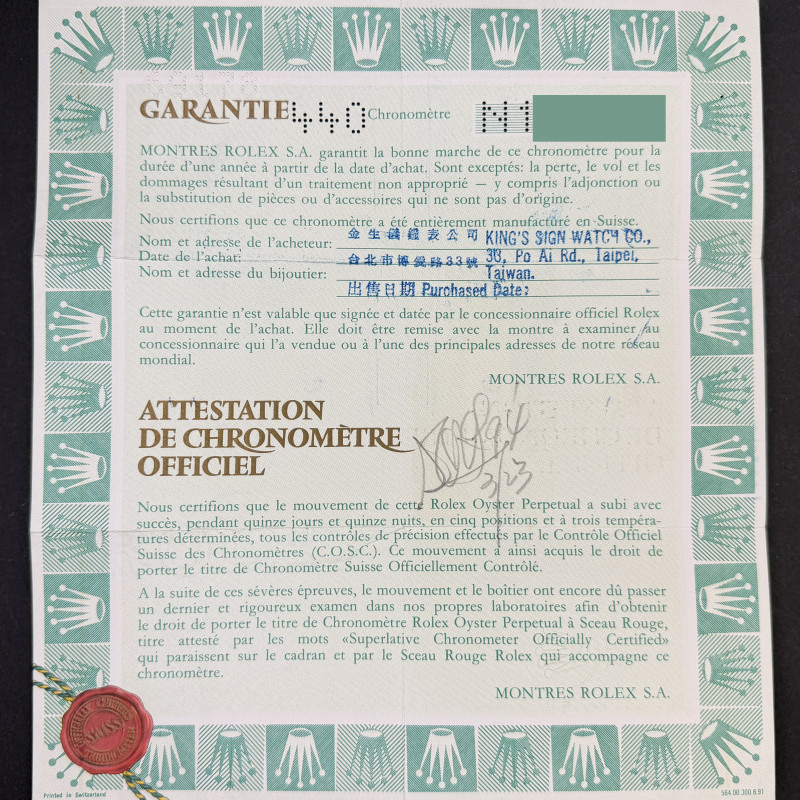 GARANTIE 440 Chronomètre N1
MONTRES ROLEX S.A. garantit la bonne marche de ce chronomètre pour la
durée d'une année à partir de la date d'achat. Sont exceptés: la perte, le vol et les
dommages résultant d'un traitement non approprié — y compris l'adjonction ou
la substitution de pièces ou d'accessoires qui ne sont pas d'origine.
Nous certifions que ce chronomètre a été entièrement manufacturé en Suisse.
Nom et adresse de l'acheteur: 金生儀鐘表公司 KING'S SIGN WATCH CO.,
Date de l'achat: 台北市博愛路33號 33, Po Ai Rd., Taipei,
Nom et adresse du bijoutier: Taiwan.
出售日期 Purchased Date:
Cette garantie n'est valable que signée et datée par le concessionnaire officiel Rolex
au moment de l'achat. Elle doit être remise avec la montre à examiner au
concessionnaire qui l'a vendue ou à l'une des principales adresses de notre réseau
mondial.
MONTRES ROLEX S.A.
ATTESTATION
DE CHRONOMÈTRE
OFFICIEL
3/23
Nous certifions que le mouvement de cette Rolex Oyster Perpetual a subi avec
succès, pendant quinze jours et quinze nuits, en cinq positions et à trois tempéra-
tures déterminées, tous les contrôles de précision effectués par le Contrôle Officiel
Suisse des Chronomètres (C.O.S.C.). Ce mouvement a ainsi acquis le droit de
porter le titre de Chronomètre Suisse Officiellement Contrôlé.
A la suite de ces sévères épreuves, le mouvement et le boîtier ont encore dû passer
un dernier et rigoureux examen dans nos propres laboratoires afin d'obtenir
le droit de porter le titre de Chronomètre Rolex Oyster Perpetual à Sceau Rouge,
titre attesté par les mots «Superlative Chronometer Officially Certified»
qui paraissent sur le cadran et par le Sceau Rouge Rolex qui accompagne ce
chronomètre.
MONTRES ROLEX S.A.
Printed in Switzerland
564 00 300 8.91